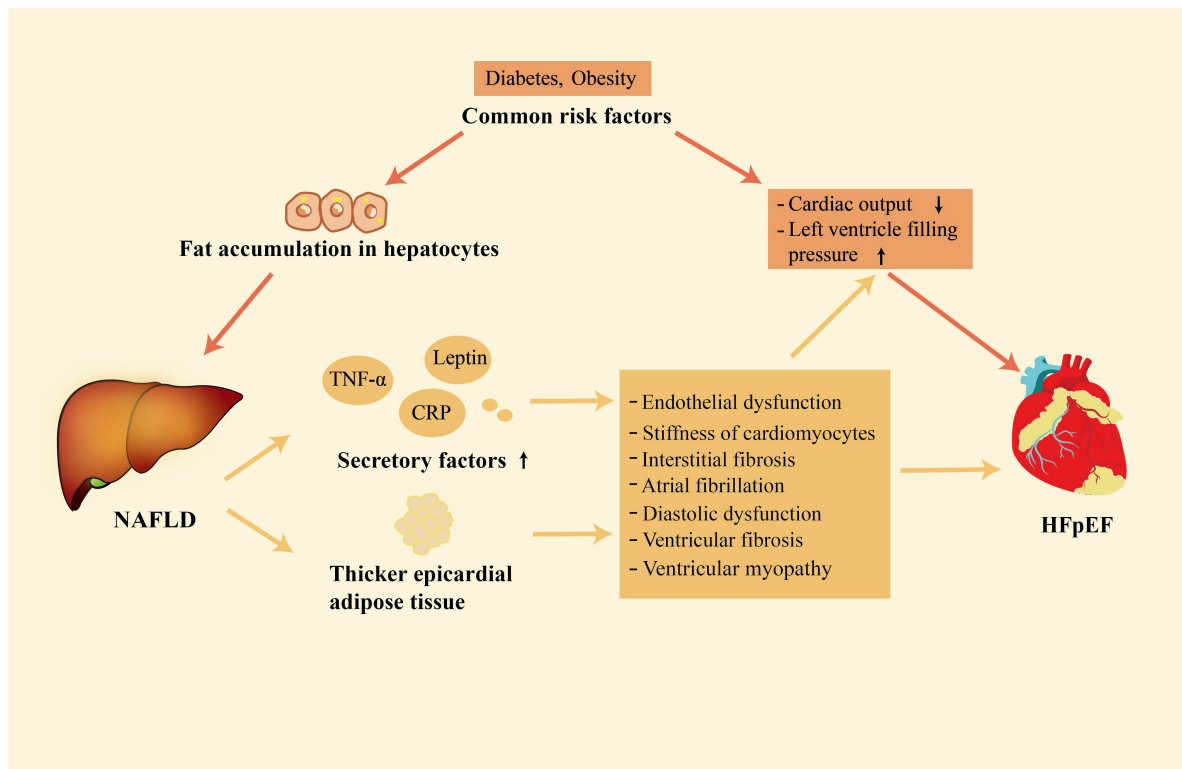 Diabetes, Obesity
Common risk factors
- Cardiac output ↓
- Left ventricle filling
pressure ↑
Fat accumulation in hepatocytes
TNF-α
Leptin
CRP
Secretory factors ↑
- Endothelial dysfunction
- Stiffness of cardiomyocytes
- Interstitial fibrosis
- Atrial fibrillation
- Diastolic dysfunction
- Ventricular fibrosis
- Ventricular myopathy
NAFLD
HFpEF
Thicker epicardial
adipose tissue